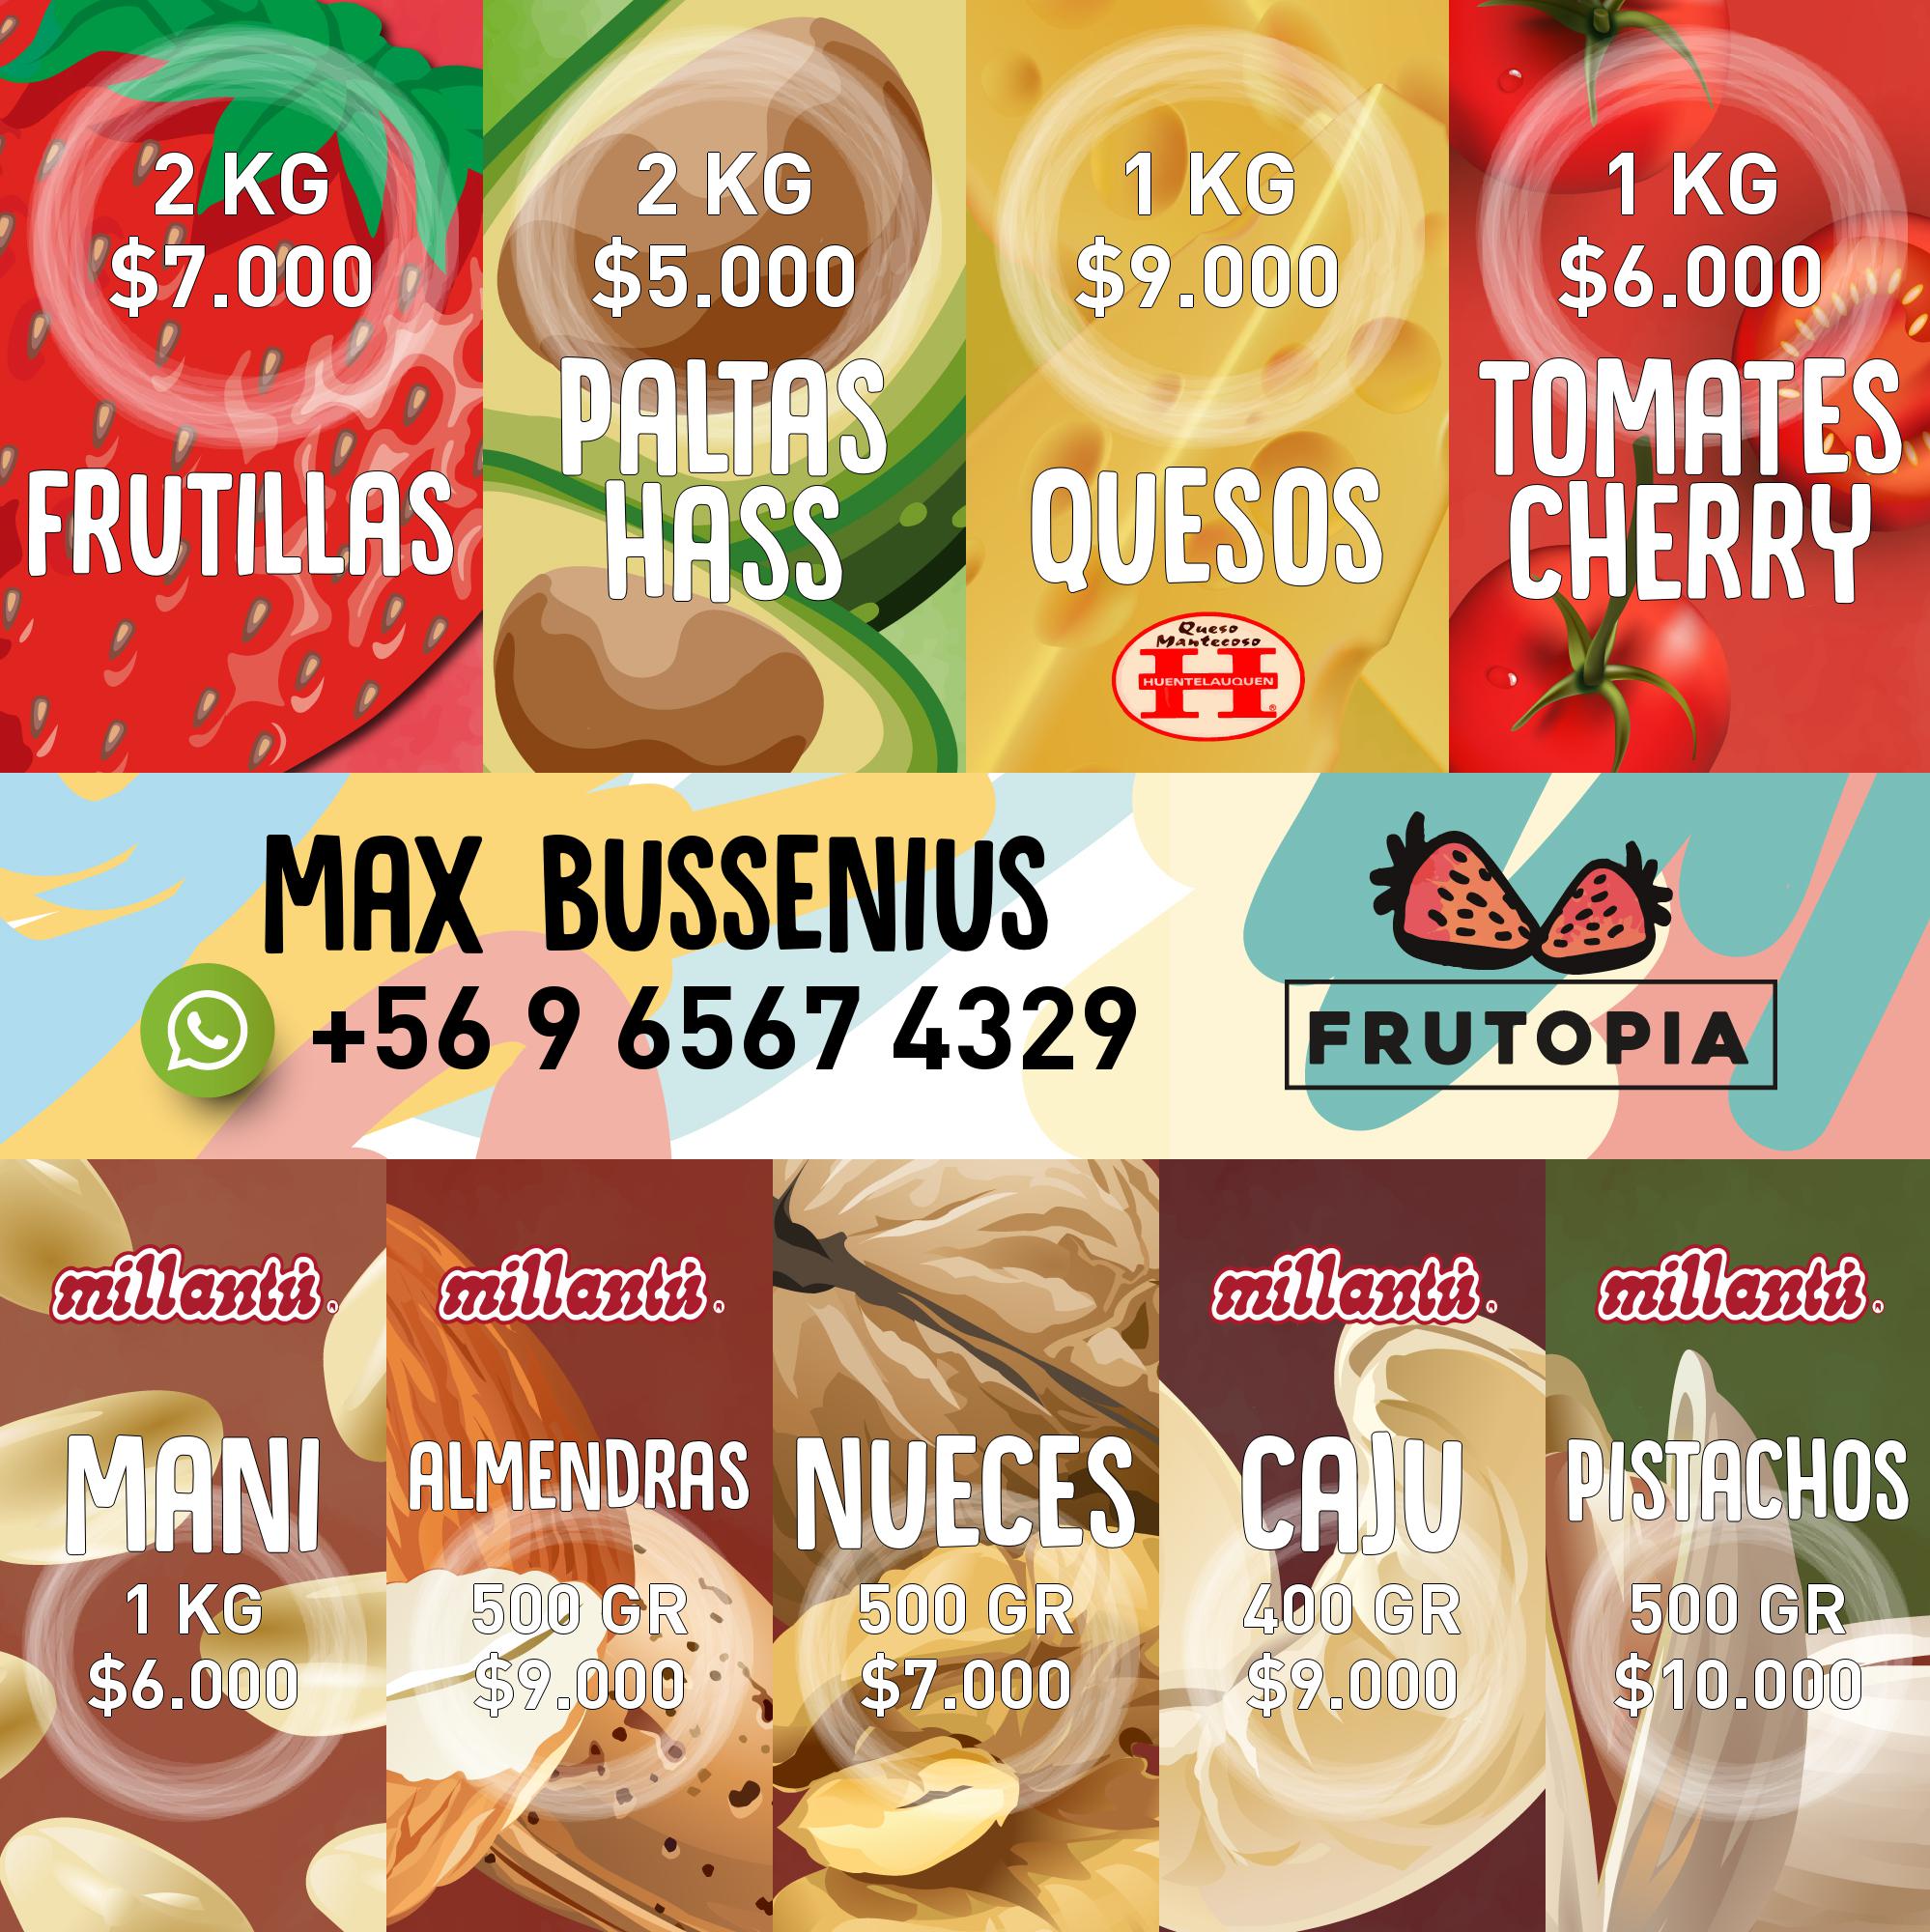 2 KG
$7.000
FRUTILLAS
2 KG
$5.000
PALTAS
HASS
1 KG
$9.000
QUESOS
Queso
Mantecoso
H
HUENTELAUQUEN
®
1 KG
$6.000
TOMATES
CHERRY
MAX BUSSENIUS
+56 9 6567 4329
FRUTOPIA
millantú®
MANI
1 KG
$6.000
millantú®
ALMENDRAS
500 GR
$9.000
NUECES
500 GR
$7.000
millantú®
CAJU
400 GR
$9.000
millantú®
PISTACHOS
500 GR
$10.000